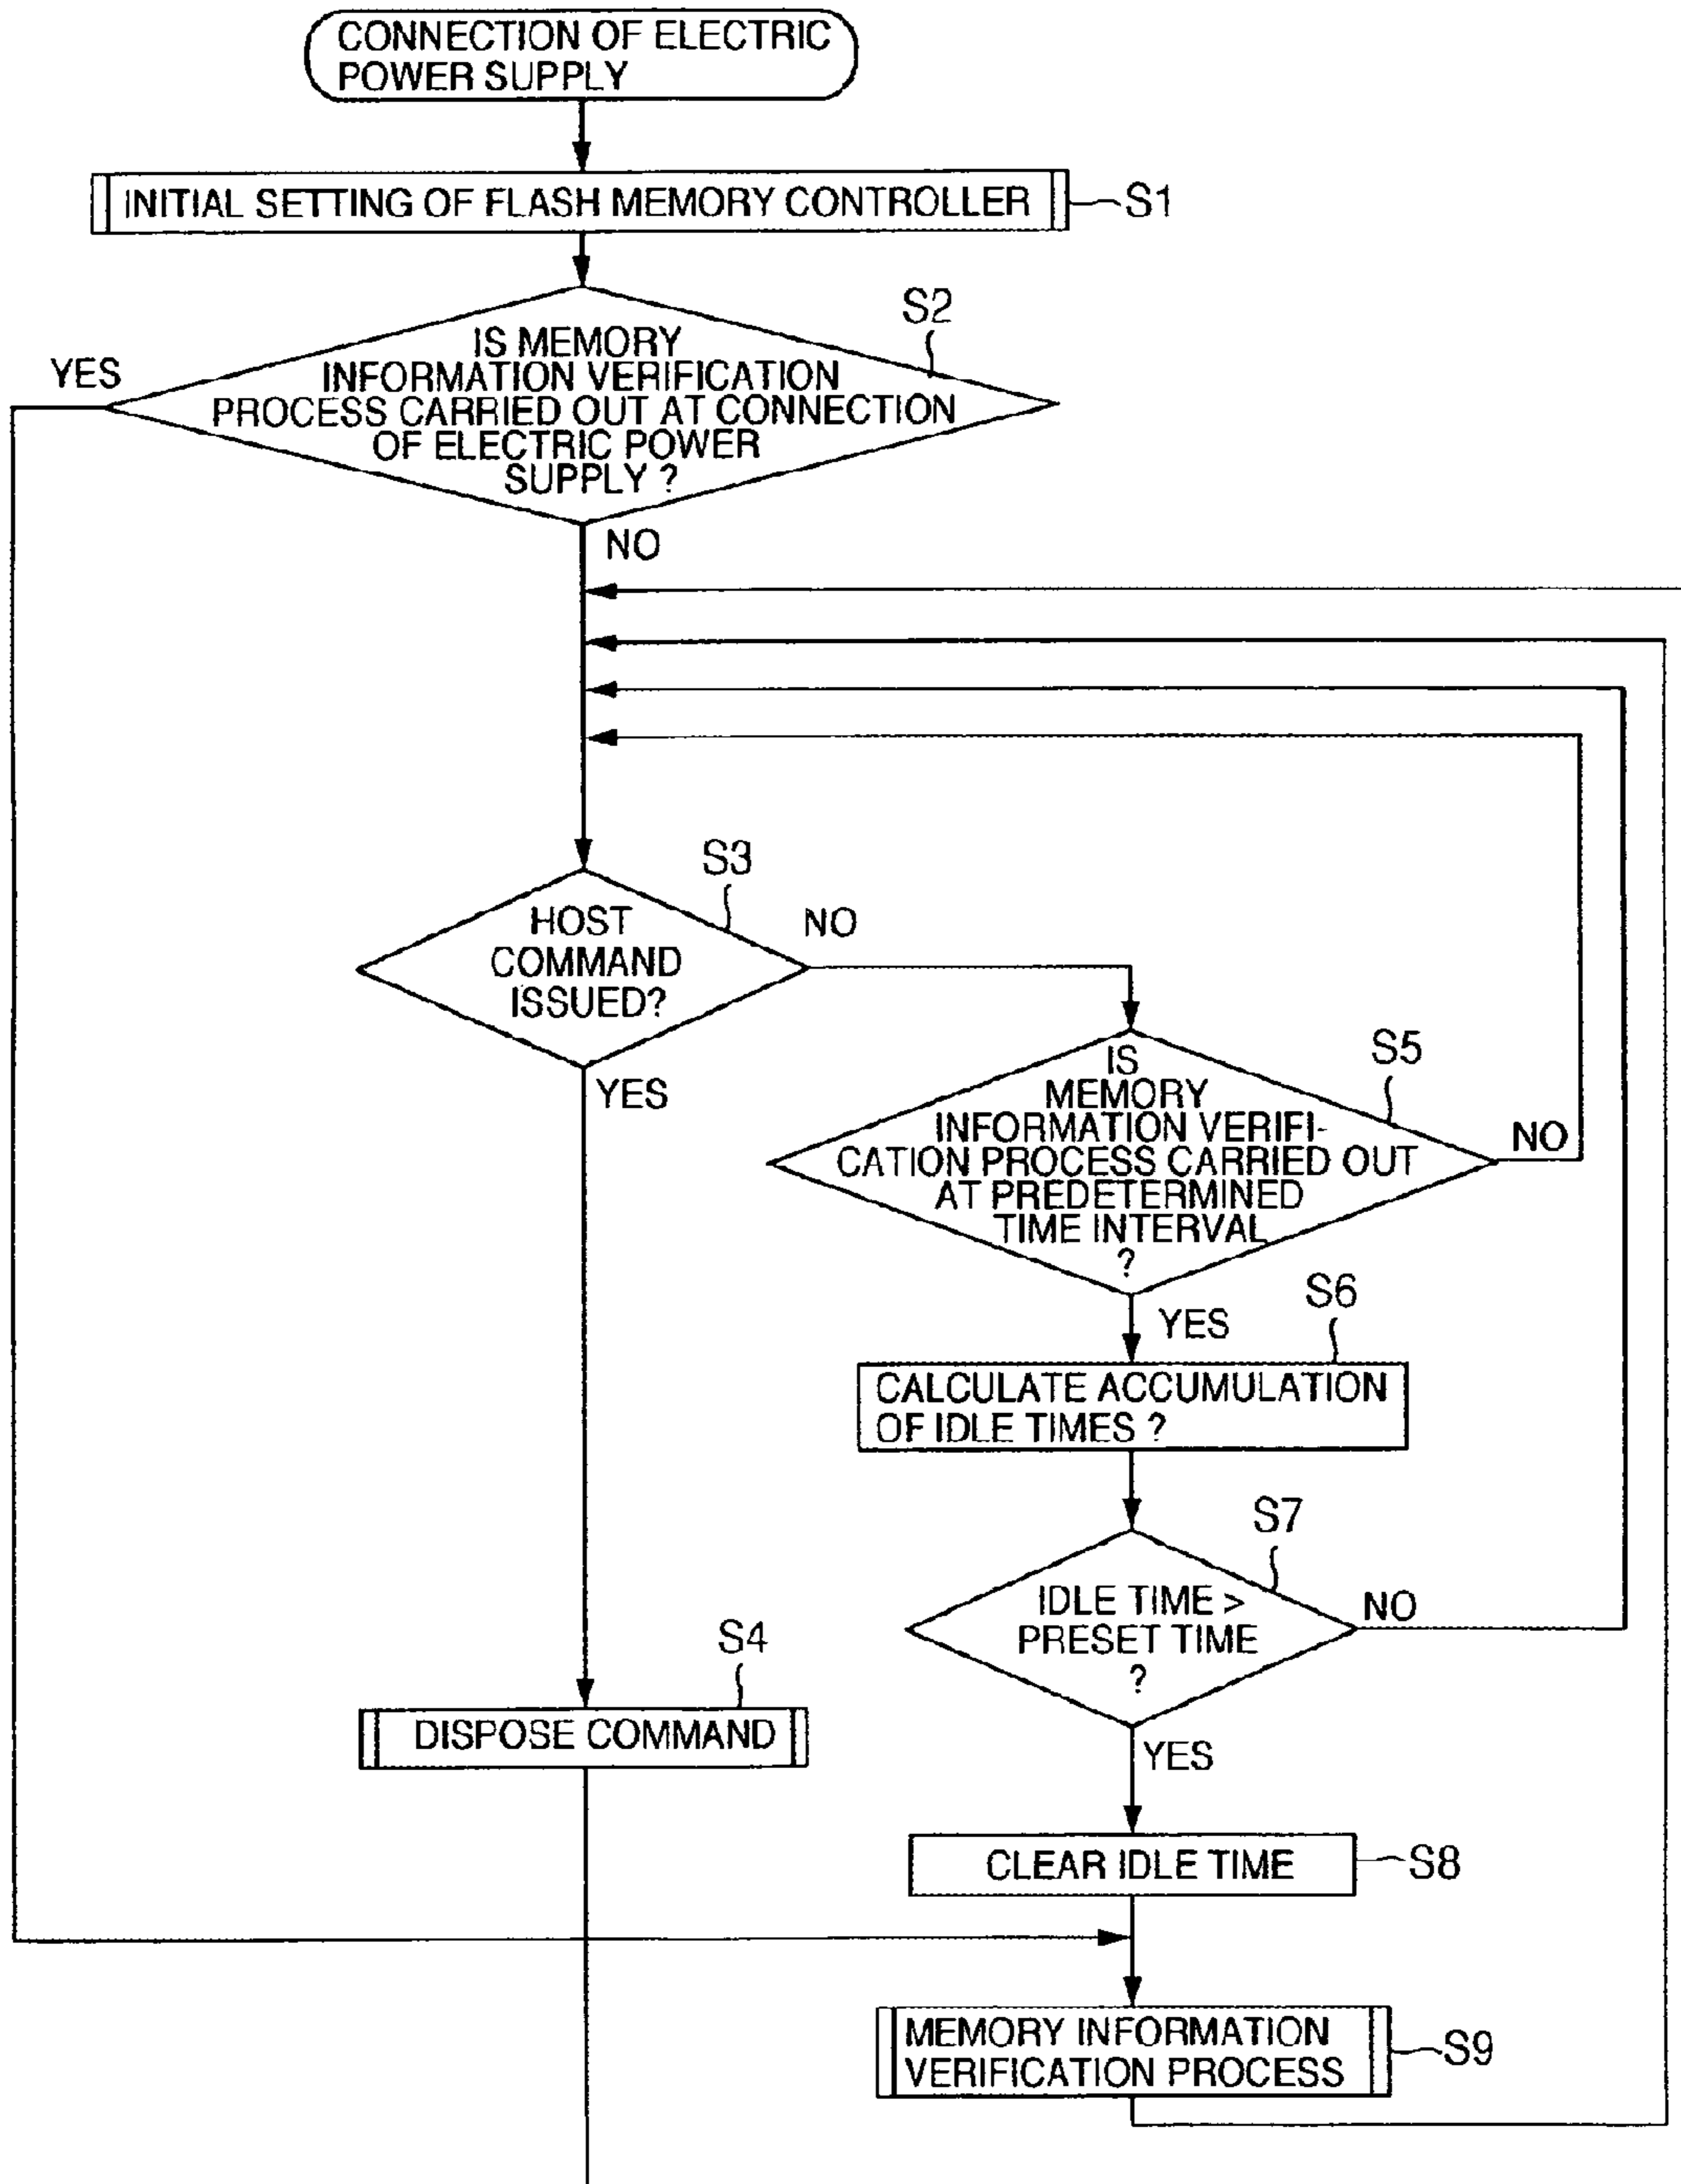 CONNECTION OF ELECTRIC
POWER SUPPLY
INITIAL SETTING OF FLASH MEMORY CONTROLLER
S1
S2
YES
IS MEMORY
INFORMATION VERIFICATION
PROCESS CARRIED OUT AT CONNECTION
OF ELECTRIC POWER
SUPPLY ?
NO
S3
HOST
COMMAND
ISSUED?
NO
YES
S5
IS
MEMORY
INFORMATION VERIFI-
CATION PROCESS CARRIED OUT
AT PREDETERMINED
TIME INTERVAL
?
NO
YES
S6
CALCULATE ACCUMULATION
OF IDLE TIMES ?
S7
IDLE TIME >
PRESET TIME
?
NO
YES
S4
DISPOSE COMMAND
CLEAR IDLE TIME
S8
MEMORY INFORMATION
VERIFICATION PROCESS
S9